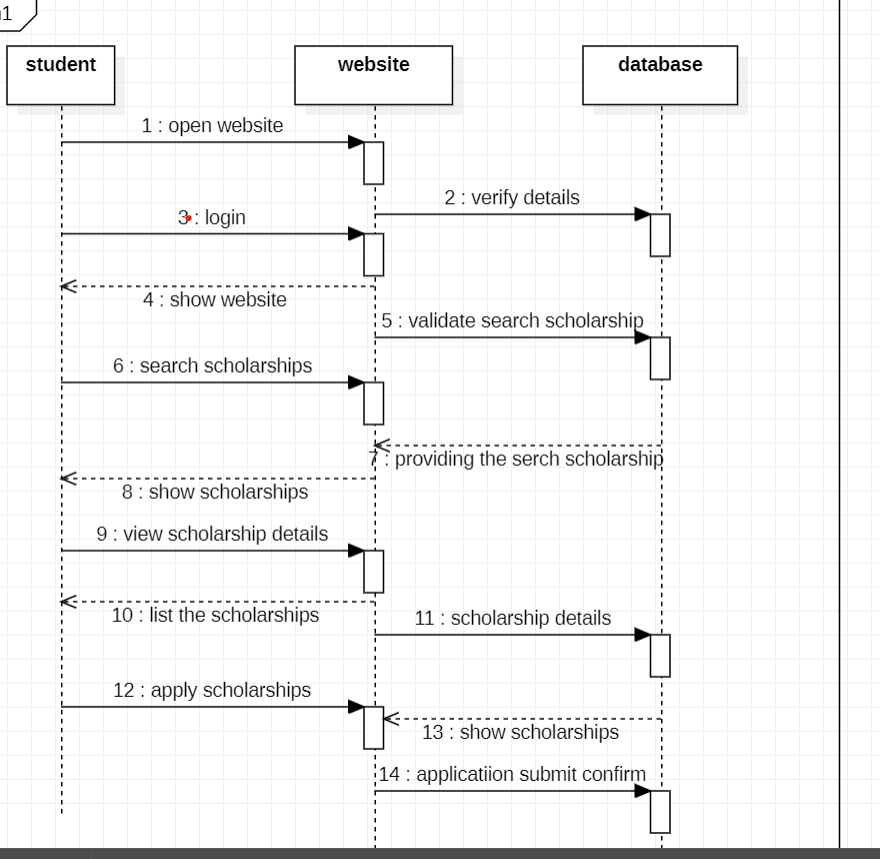 1
student
website
database
1 : open website
2 : verify details
3 : login
4 : show website
5 : validate search scholarship
6 : search scholarships
7 : providing the serch scholarship
8 : show scholarships
9 : view scholarship details
10 : list the scholarships
11 : scholarship details
12 : apply scholarships
13 : show scholarships
14 : applicatiion submit confirm